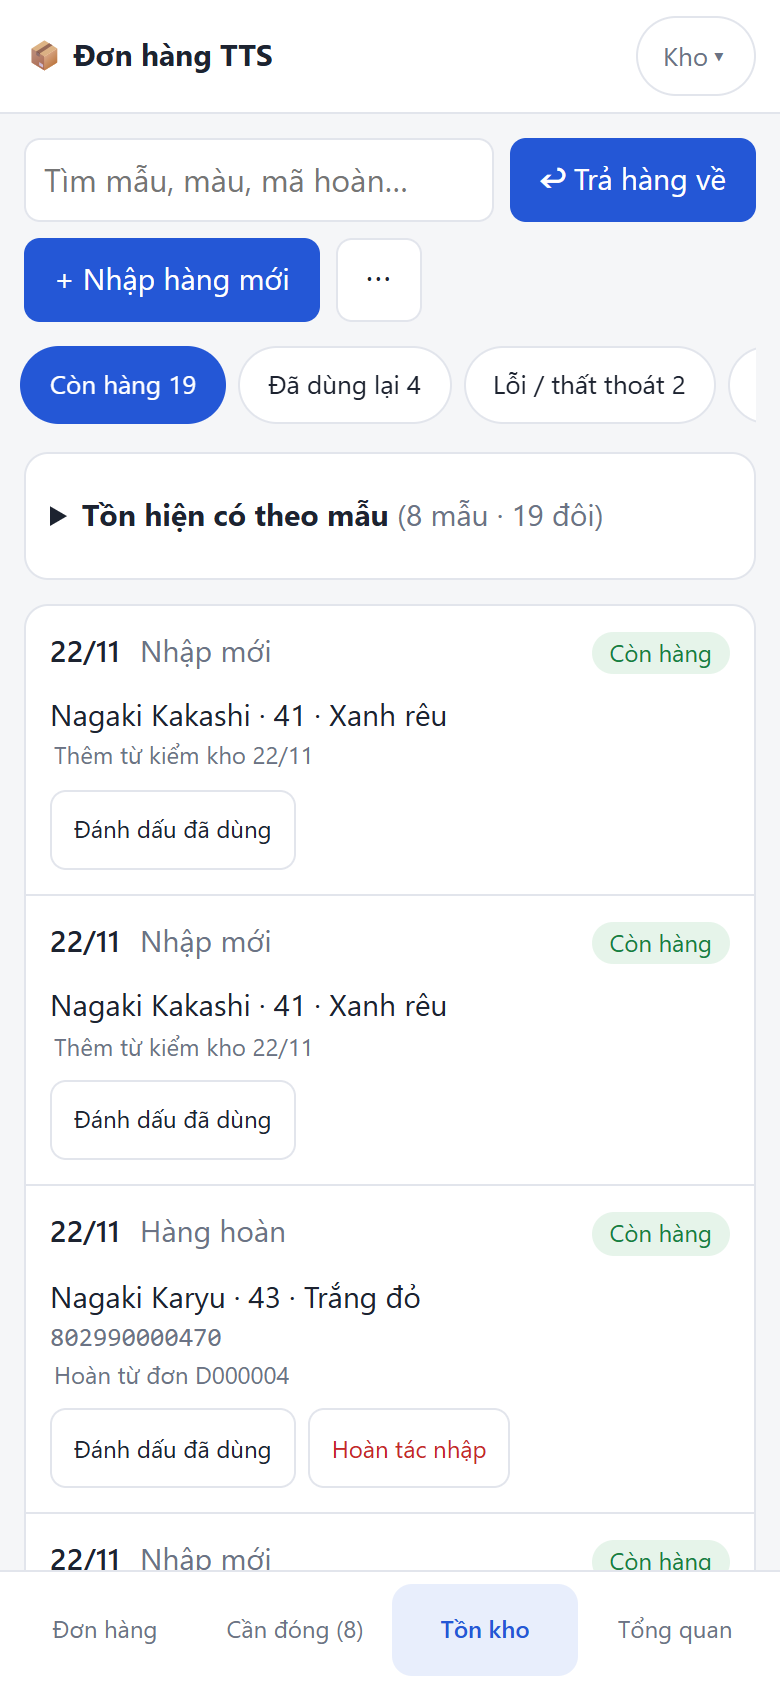 📦 Đơn hàng TTS
Kho ▾
Tìm mẫu, màu, mã hoàn...
↩ Trả hàng về
+ Nhập hàng mới
...
Còn hàng 19
Đã dùng lại 4
Lỗi / thất thoát 2
▶ Tồn hiện có theo mẫu (8 mẫu · 19 đôi)
22/11 Nhập mới
Còn hàng
Nagaki Kakashi · 41 · Xanh rêu
Thêm từ kiểm kho 22/11
Đánh dấu đã dùng
22/11 Nhập mới
Còn hàng
Nagaki Kakashi · 41 · Xanh rêu
Thêm từ kiểm kho 22/11
Đánh dấu đã dùng
22/11 Hàng hoàn
Còn hàng
Nagaki Karyu · 43 · Trắng đỏ
802990000470
Hoàn từ đơn D000004
Đánh dấu đã dùng
Hoàn tác nhập
22/11 Nhập mới
Còn hàng
Đơn hàng
Cần đóng (8)
Tồn kho
Tổng quan